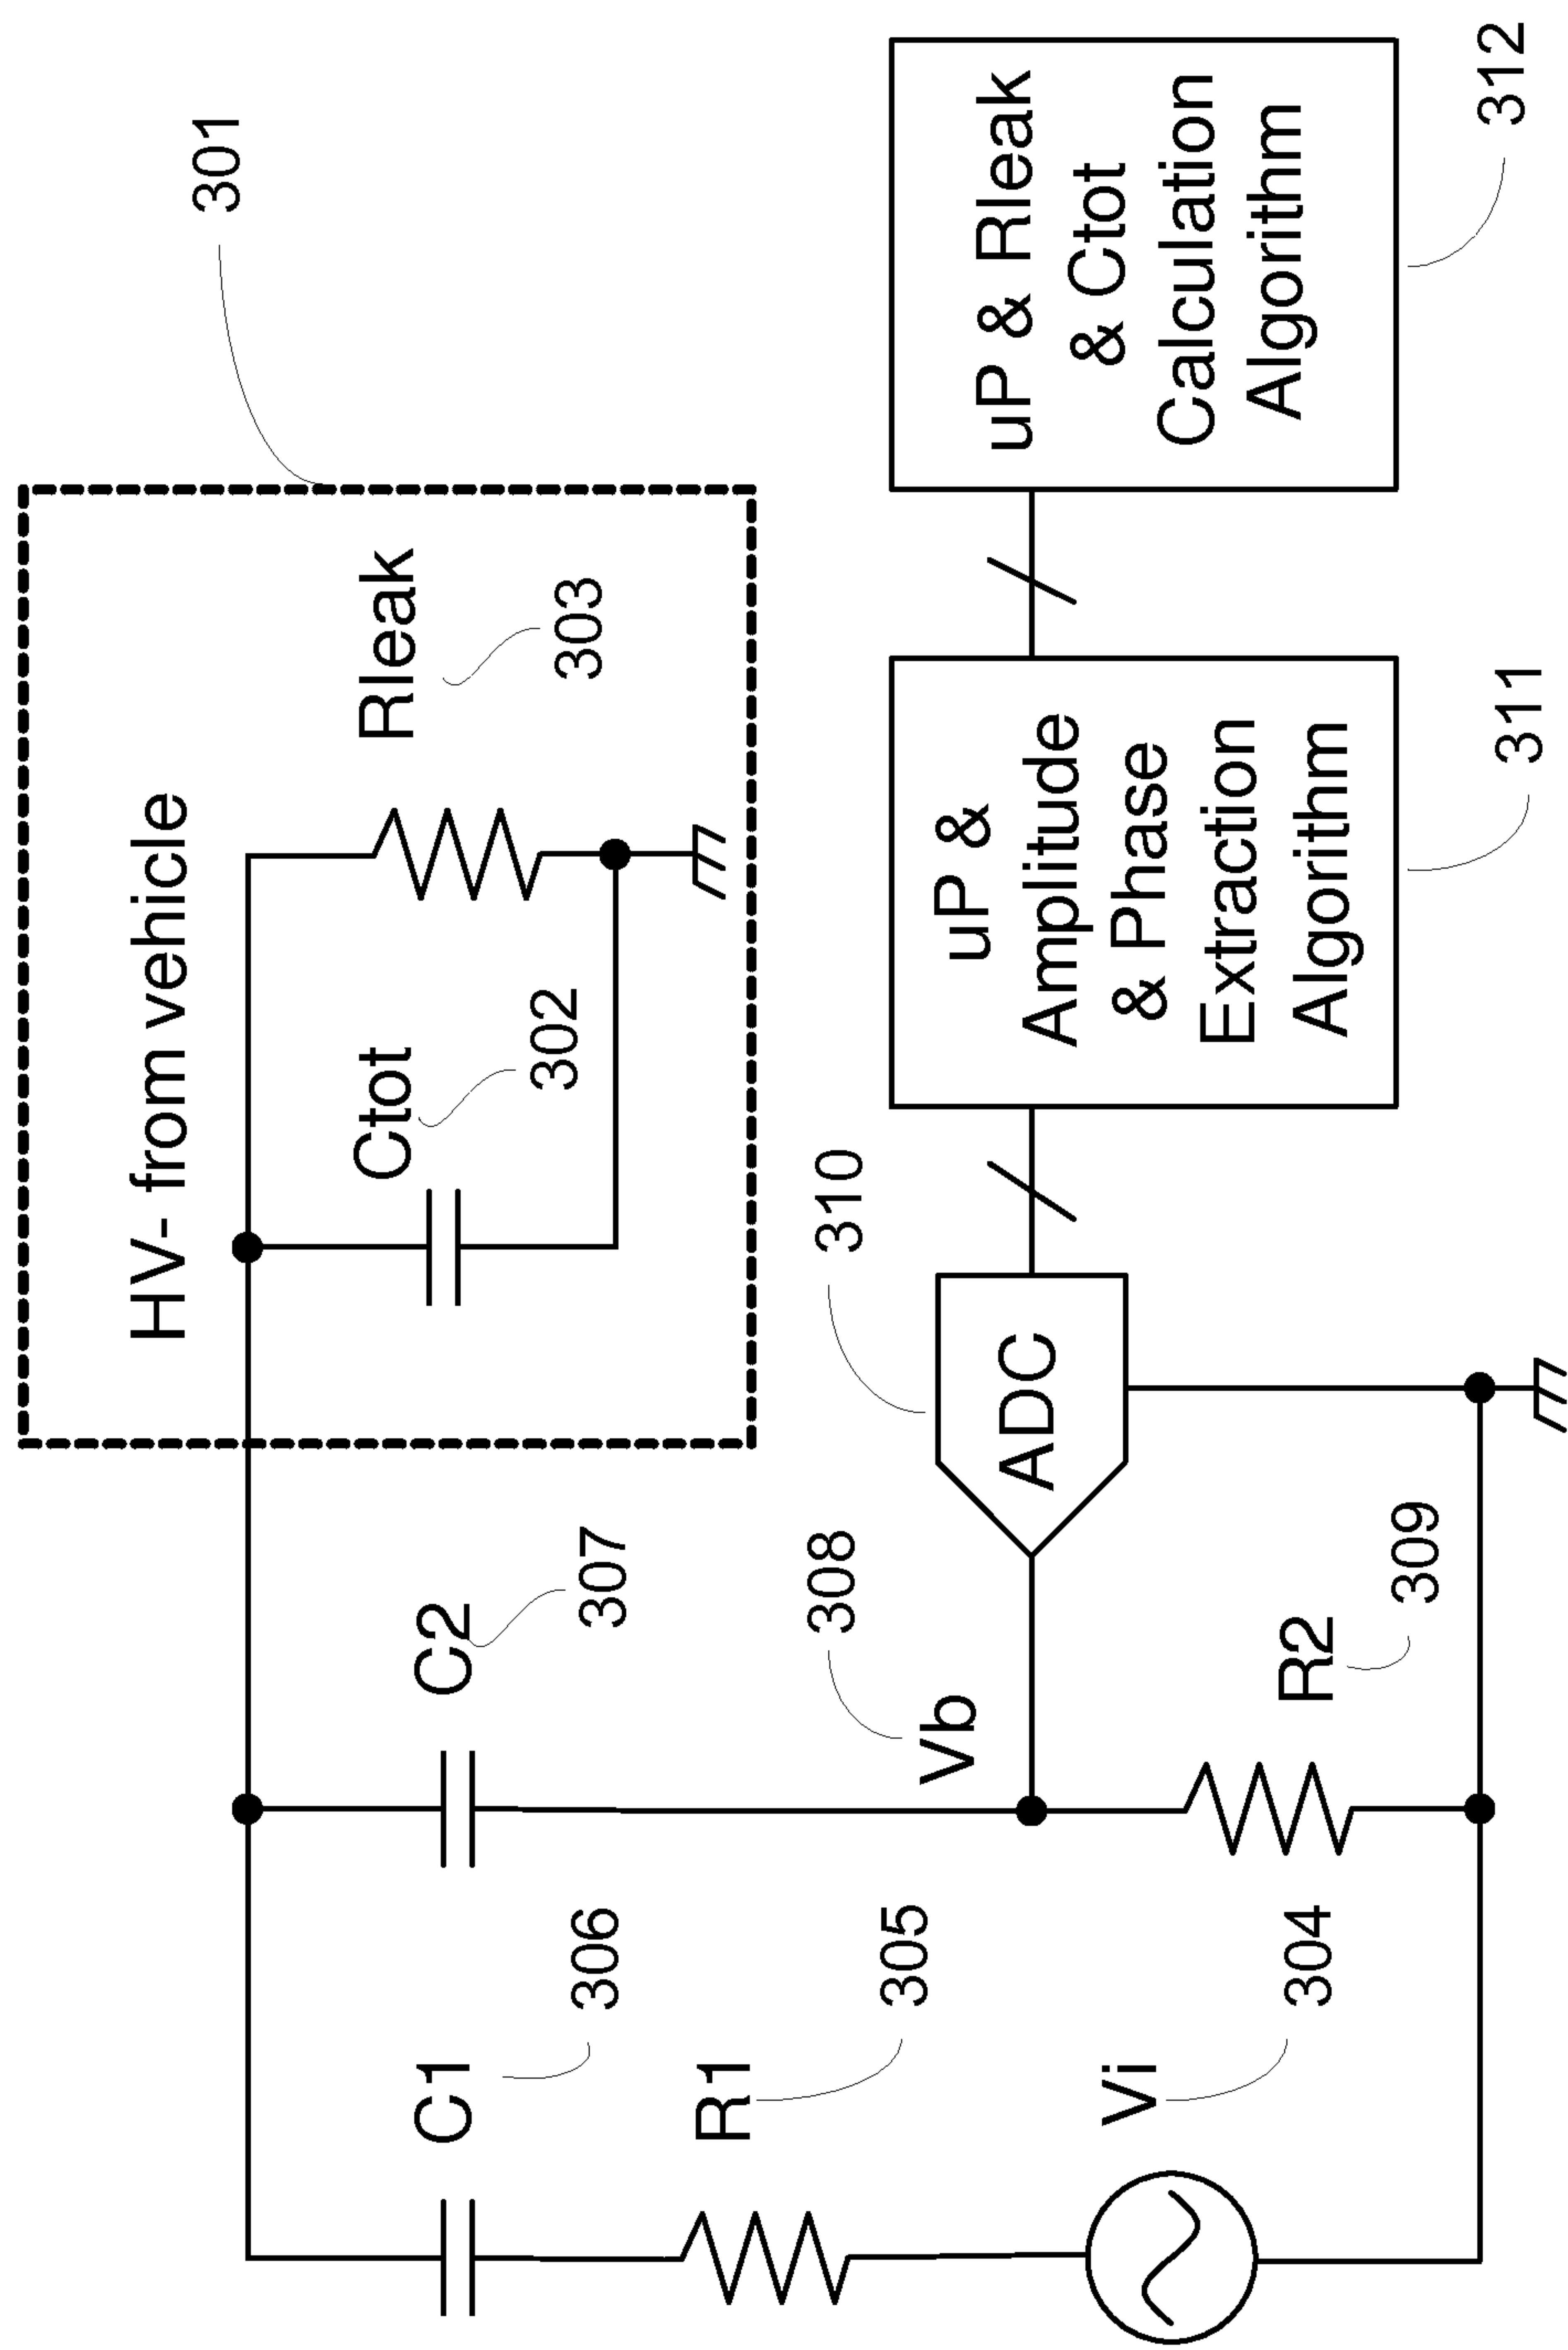 301
HV- from vehicle
Ctot
302
Rleak
303
C1
306
C2
307
R1
305
Vi
304
Vb
308
R2
309
ADC
310
uP &
Amplitude
& Phase
Extraction
Algorithm
311
uP & Rleak
& Ctot
Calculation
Algorithm
312